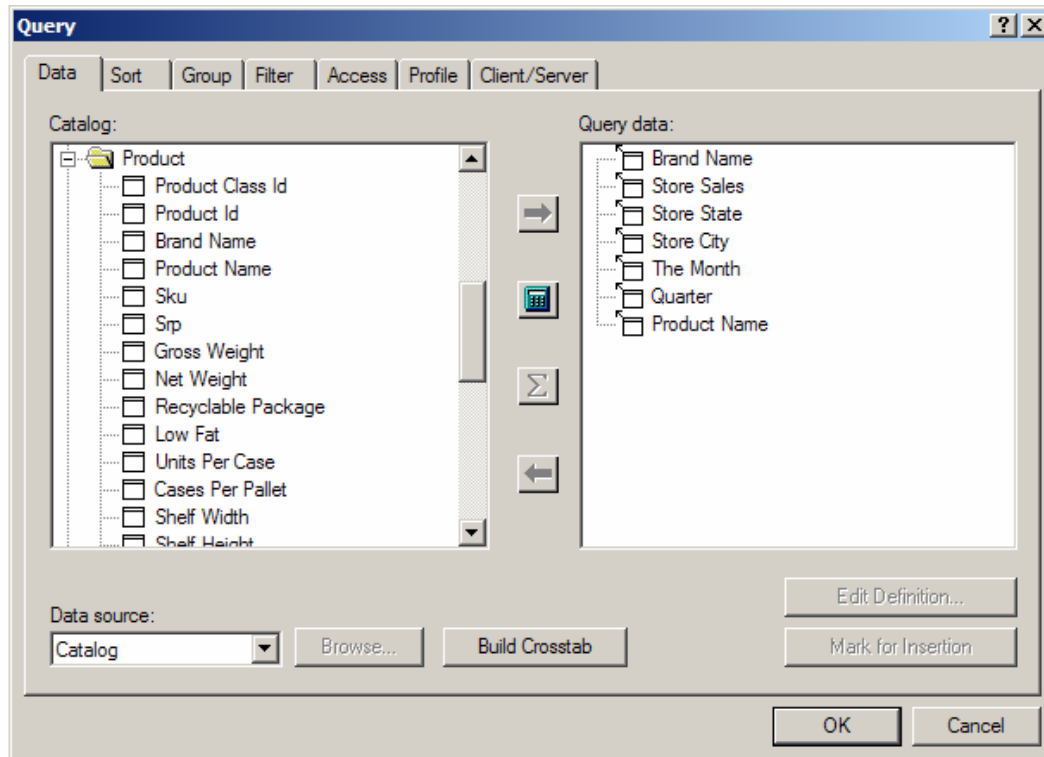 Query
Data Sort Group Filter Access Profile Client/Server
Catalog:
Product
Product Class Id
Product Id
Brand Name
Product Name
Sku
Srp
Gross Weight
Net Weight
Recyclable Package
Low Fat
Units Per Case
Cases Per Pallet
Shelf Width
Shelf Height
Query data:
Brand Name
Store Sales
Store State
Store City
The Month
Quarter
Product Name
Edit Definition...
Data source:
Catalog Browse... Build Crosstab Mark for Insertion
OK Cancel